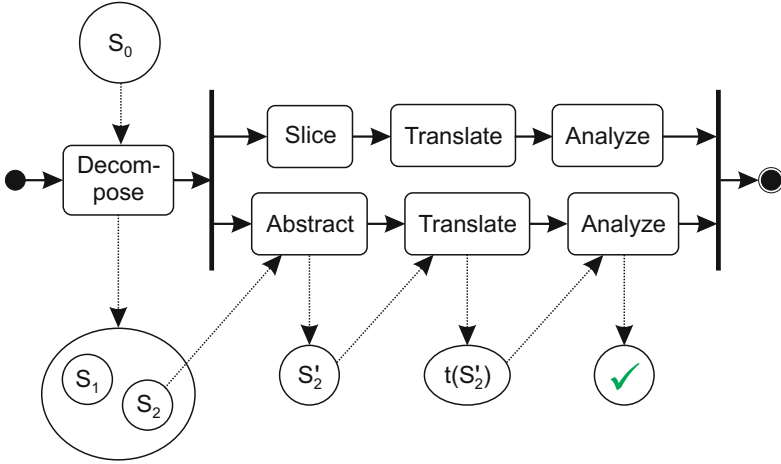 S₀
Slice
Translate
Analyze
Decom-
pose
Abstract
Translate
Analyze
S₁
S₂
S'₂
t(S'₂)
✓